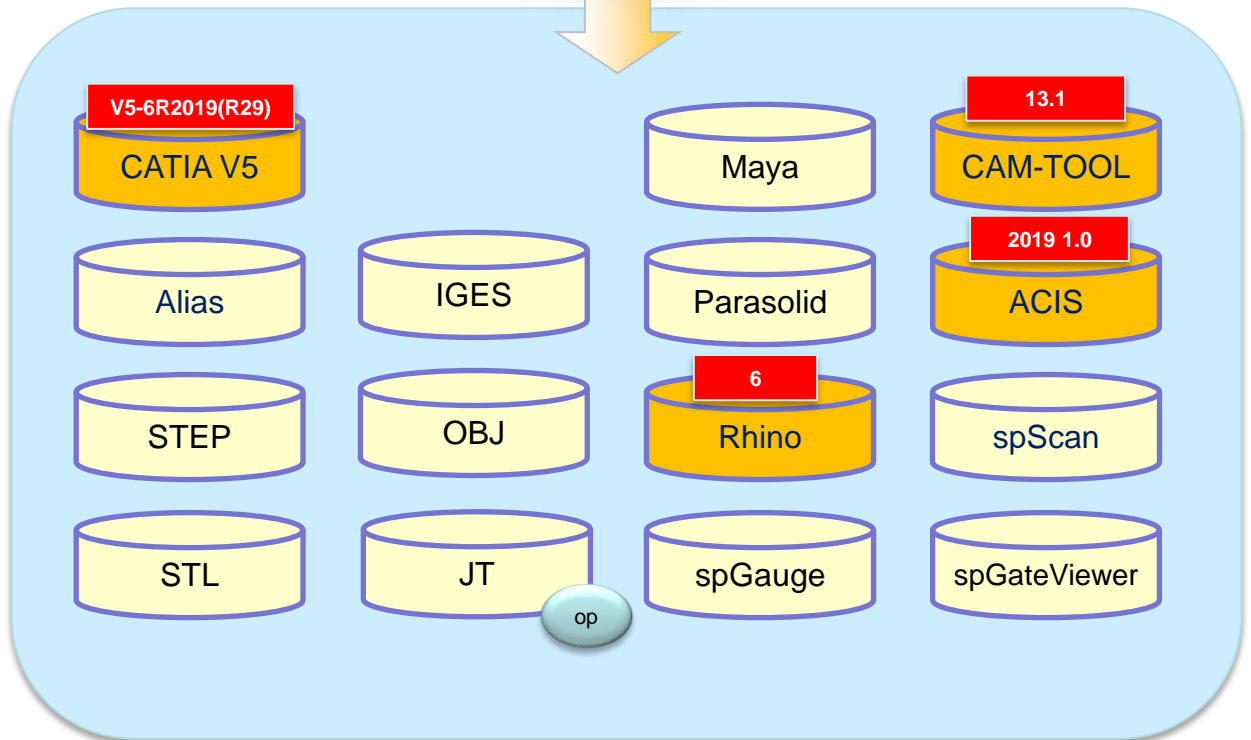 V5-6R2019(R29)
CATIA V5
Maya
13.1
CAM-TOOL
Alias
IGES
Parasolid
2019 1.0
ACIS
STEP
OBJ
6
Rhino
spScan
STL
JT
op
spGauge
spGateViewer